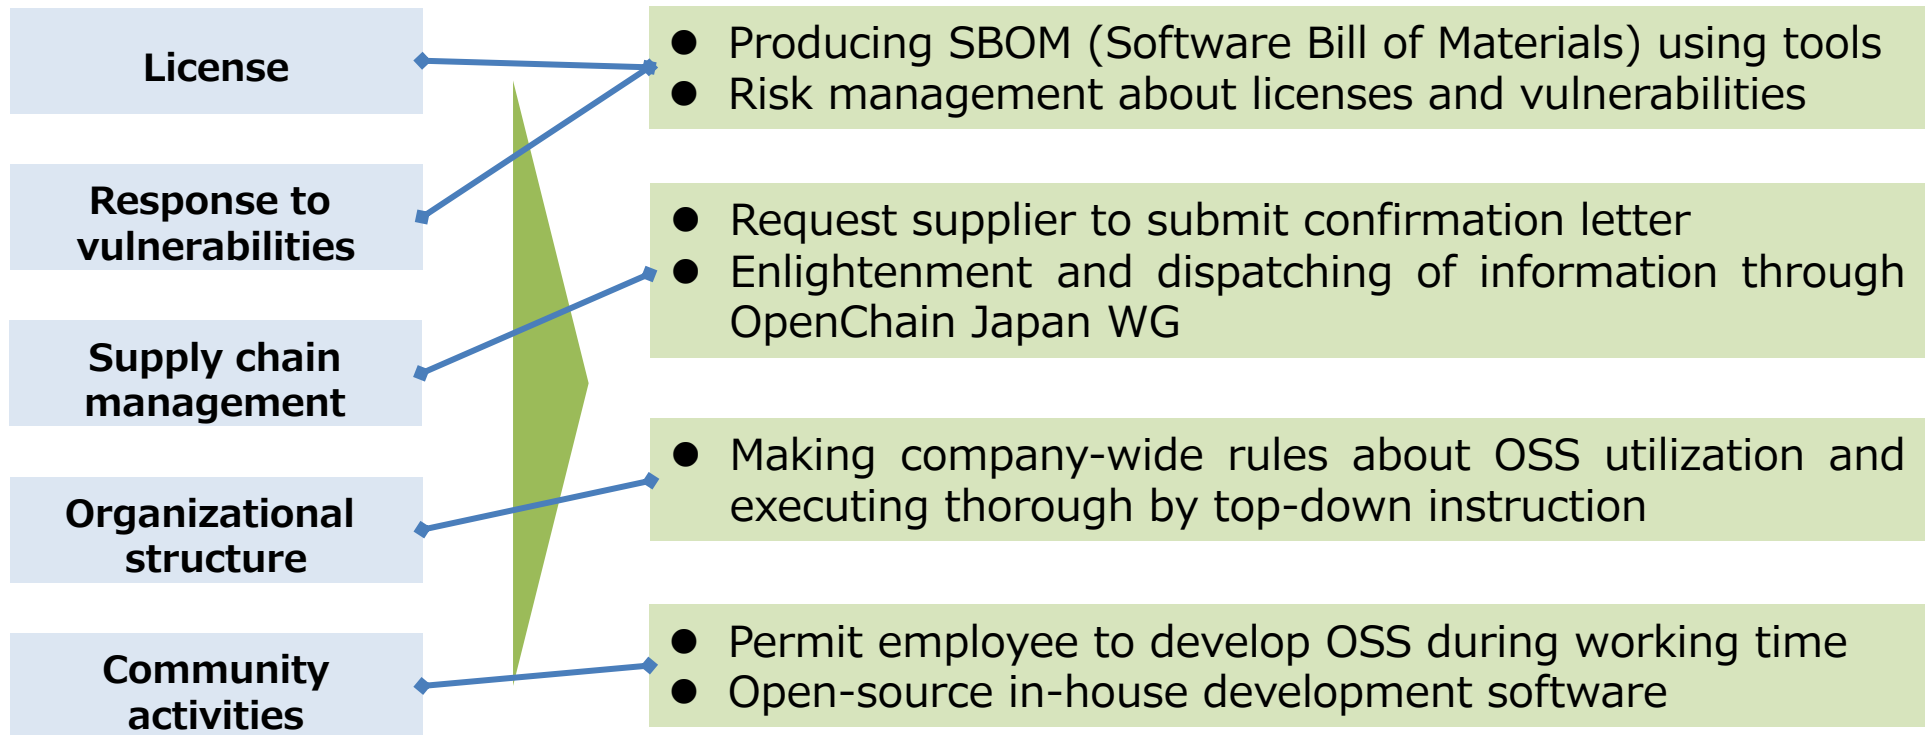 License
Response to
vulnerabilities
Supply chain
management
Organizational
structure
Community
activities
● Producing SBOM (Software Bill of Materials) using tools
● Risk management about licenses and vulnerabilities
● Request supplier to submit confirmation letter
● Enlightenment and dispatching of information through
OpenChain Japan WG
● Making company-wide rules about OSS utilization and
executing thorough by top-down instruction
● Permit employee to develop OSS during working time
● Open-source in-house development software